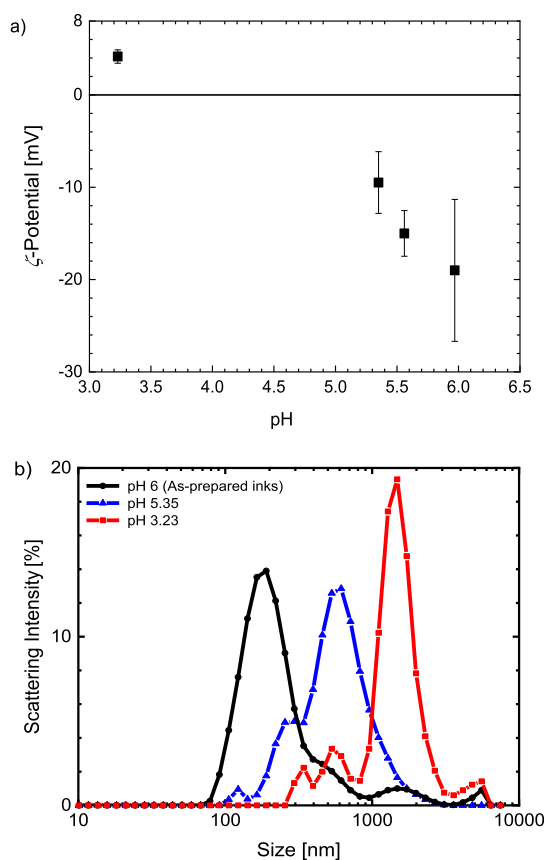 a)
8
0
-10
-20
-30
ζ-Potential [mV]
3.0 3.5 4.0 4.5 5.0 5.5 6.0 6.5
pH
b)
20
10
0
Scattering Intensity [%]
pH 6 (As-prepared inks)
pH 5.35
pH 3.23
10 100 1000 10000
Size [nm]